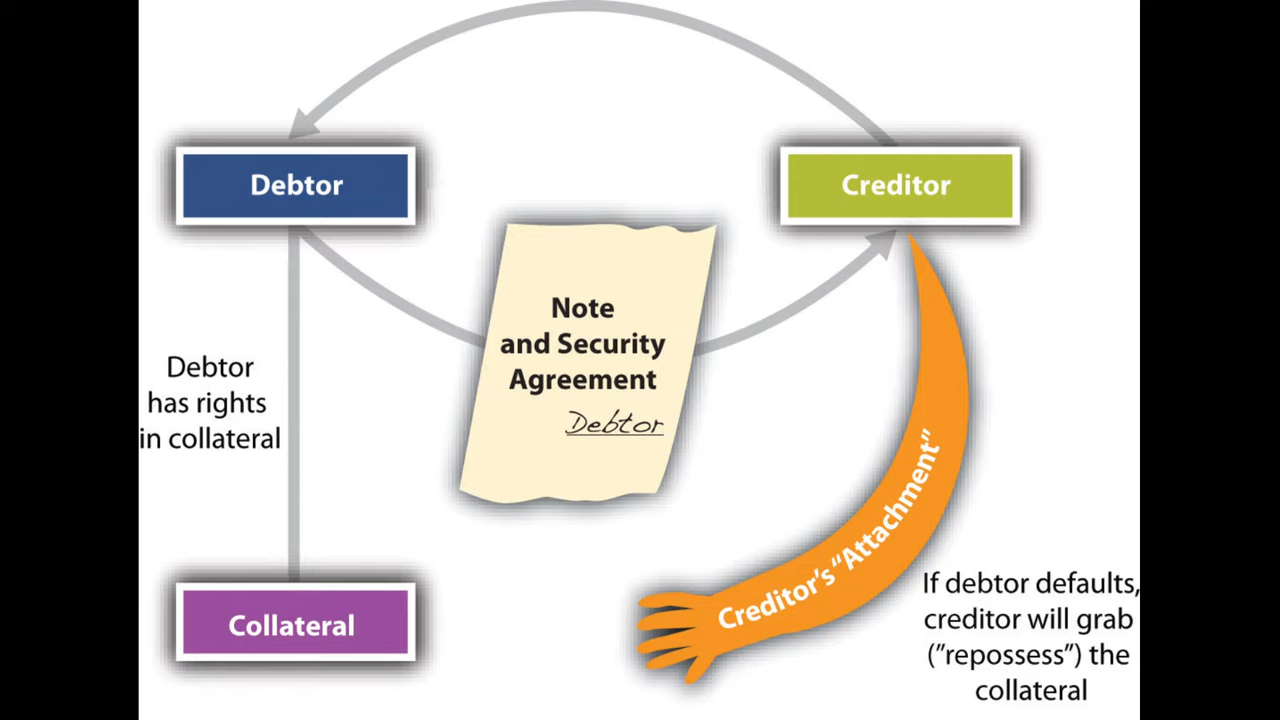 Debtor
Creditor
Note
and Security
Agreement
Debtor
Debtor
has rights
in collateral
Collateral
Creditor's "Attachment"
If debtor defaults,
creditor will grab
(”repossess”) the
collateral